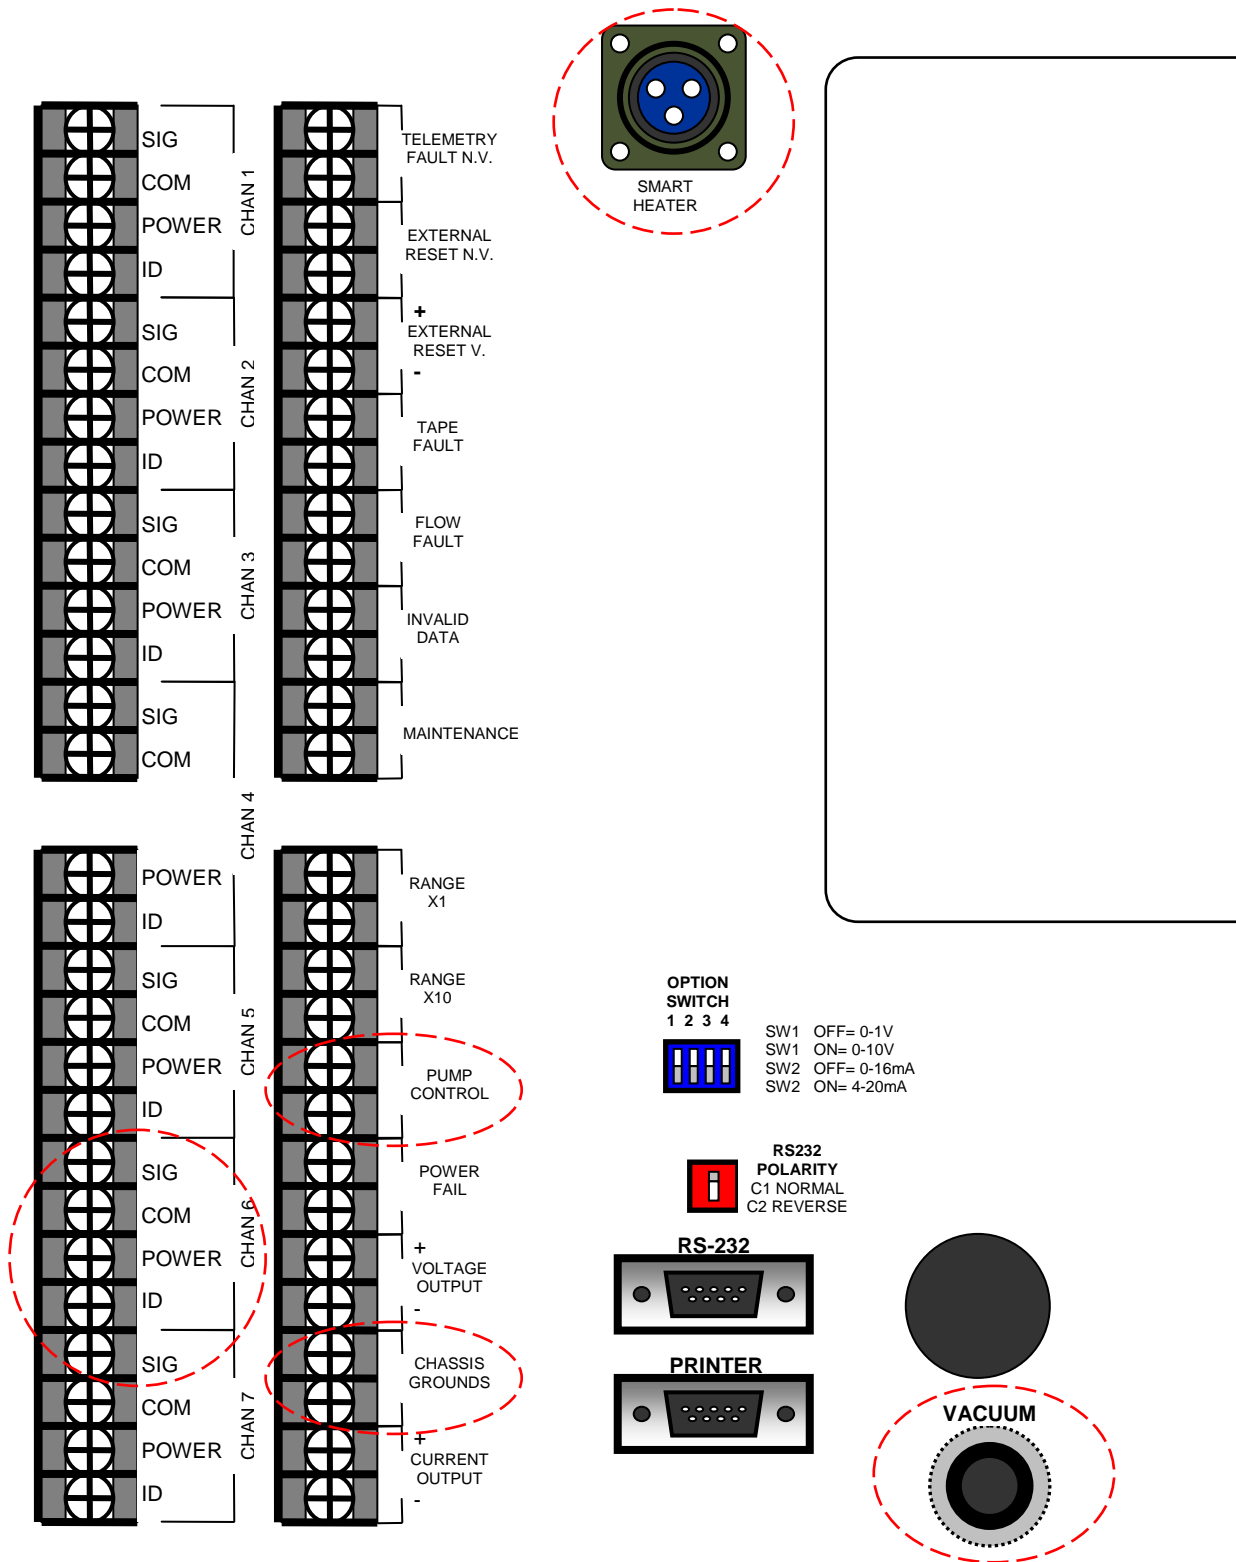 SIG
COM
POWER
ID
CHAN 1
SIG
COM
POWER
ID
CHAN 2
SIG
COM
POWER
ID
CHAN 3
SIG
COM
CHAN 4
POWER
ID
SIG
COM
POWER
ID
CHAN 5
SIG
COM
POWER
ID
CHAN 6
SIG
COM
POWER
ID
CHAN 7
TELEMETRY
FAULT N.V.
EXTERNAL
RESET N.V.
+
EXTERNAL
RESET V.
-
TAPE
FAULT
FLOW
FAULT
INVALID
DATA
MAINTENANCE
RANGE
X1
RANGE
X10
PUMP
CONTROL
POWER
FAIL
+
VOLTAGE
OUTPUT
-
CHASSIS
GROUNDS
+
CURRENT
OUTPUT
-
SMART
HEATER
OPTION
SWITCH
1 2 3 4
SW1 OFF= 0-1V
SW1 ON= 0-10V
SW2 OFF= 0-16mA
SW2 ON= 4-20mA
RS232
POLARITY
C1 NORMAL
C2 REVERSE
RS-232
PRINTER
VACUUM